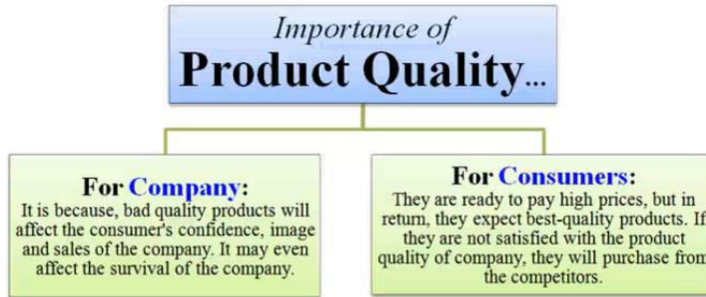 Importance of
Product Quality...
For Company:
It is because, bad quality products will
affect the consumer's confidence, image
and sales of the company. It may even
affect the survival of the company.
For Consumers:
They are ready to pay high prices, but in
return, they expect best-quality products. If
they are not satisfied with the product
quality of company, they will purchase from
the competitors.